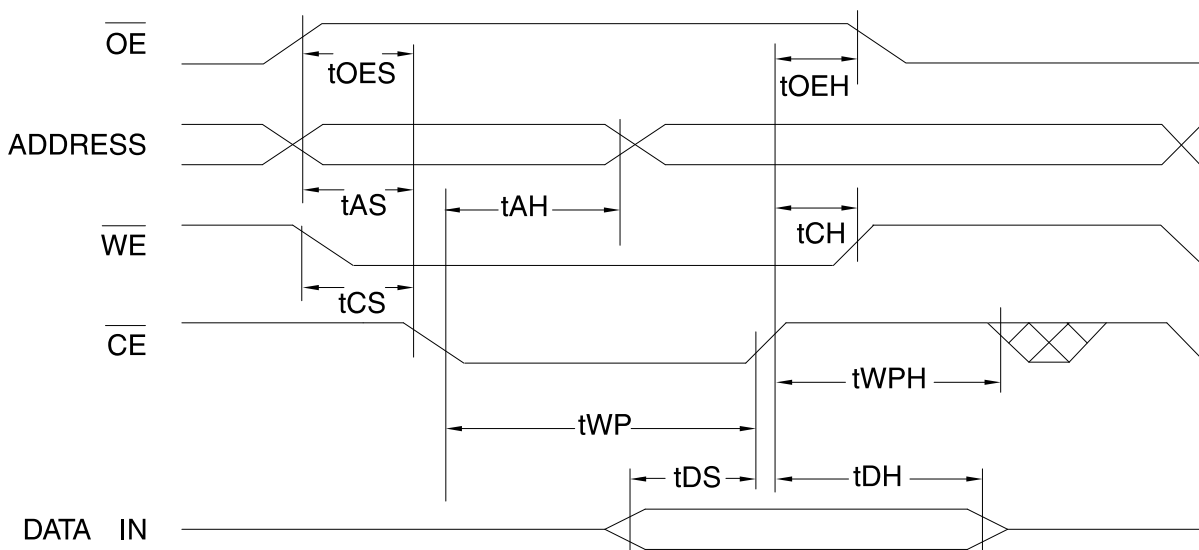 OE
tOES
tOEH
ADDRESS
tAS
tAH
tCH
WE
tCS
CE
tWPH
tWP
tDS
tDH
DATA IN